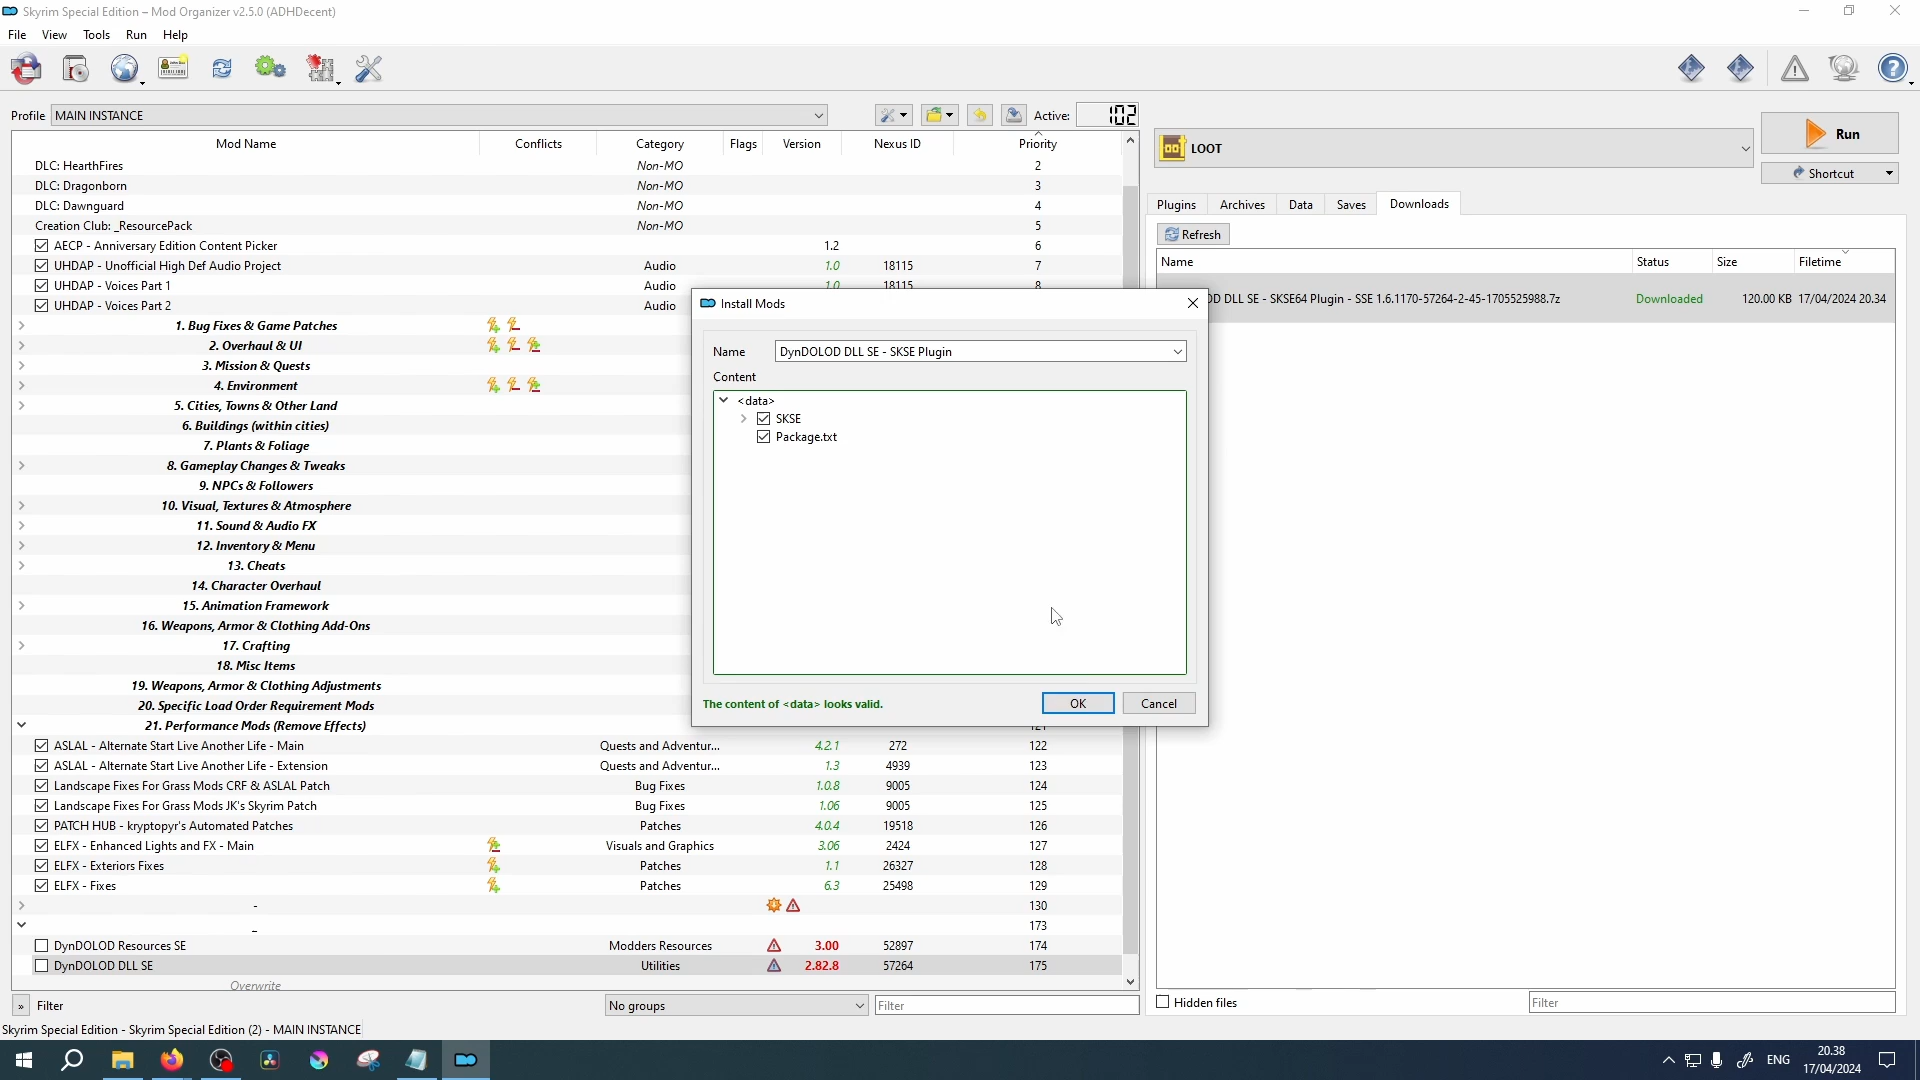 Skyrim Special Edition – Mod Organizer v2.5.0 (ADHDecent)
File View Tools Run Help
Profile MAIN INSTANCE Active: 102
Mod Name Conflicts Category Flags Version Nexus ID Priority
DLC: HearthFires Non-MO 2
DLC: Dragonborn Non-MO 3
DLC: Dawnguard Non-MO 4
Creation Club: _ResourcePack Non-MO 5
AECP - Anniversary Edition Content Picker 1.2 6
UHDAP - Unofficial High Def Audio Project Audio 1.0 18115 7
UHDAP - Voices Part 1 Audio 1.0 18115 8
UHDAP - Voices Part 2 Audio
1. Bug Fixes & Game Patches
2. Overhaul & UI
3. Mission & Quests
4. Environment
5. Cities, Towns & Other Land
6. Buildings (within cities)
7. Plants & Foliage
8. Gameplay Changes & Tweaks
9. NPCs & Followers
10. Visual, Textures & Atmosphere
11. Sound & Audio FX
12. Inventory & Menu
13. Cheats
14. Character Overhaul
15. Animation Framework
16. Weapons, Armor & Clothing Add-Ons
17. Crafting
18. Misc Items
19. Weapons, Armor & Clothing Adjustments
20. Specific Load Order Requirement Mods
21. Performance Mods (Remove Effects) 121
ASLAL - Alternate Start Live Another Life - Main Quests and Adventur... 4.2.1 272 122
ASLAL - Alternate Start Live Another Life - Extension Quests and Adventur... 1.3 4939 123
Landscape Fixes For Grass Mods CRF & ASLAL Patch Bug Fixes 1.0.8 9005 124
Landscape Fixes For Grass Mods JK's Skyrim Patch Bug Fixes 1.06 9005 125
PATCH HUB - kryptopyr's Automated Patches Patches 4.0.4 19518 126
ELFX - Enhanced Lights and FX - Main Visuals and Graphics 3.06 2424 127
ELFX - Exteriors Fixes Patches 1.1 26327 128
ELFX - Fixes Patches 6.3 25498 129
- 130
_ 173
DynDOLOD Resources SE Modders Resources 3.00 52897 174
DynDOLOD DLL SE Utilities 2.82.8 57264 175
Overwrite
» Filter No groups Filter
Skyrim Special Edition - Skyrim Special Edition (2) - MAIN INSTANCE
Install Mods
Name DynDOLOD DLL SE - SKSE Plugin
Content
<data>
SKSE
Package.txt
The content of <data> looks valid. OK Cancel
LOOT
Run
Shortcut
Plugins Archives Data Saves Downloads
Refresh
Name Status Size Filetime
OD DLL SE - SKSE64 Plugin - SSE 1.6.1170-57264-2-45-1705525988.7z Downloaded 120.00 KB 17/04/2024 20.34
Hidden files Filter
ENG
20.38
17/04/2024